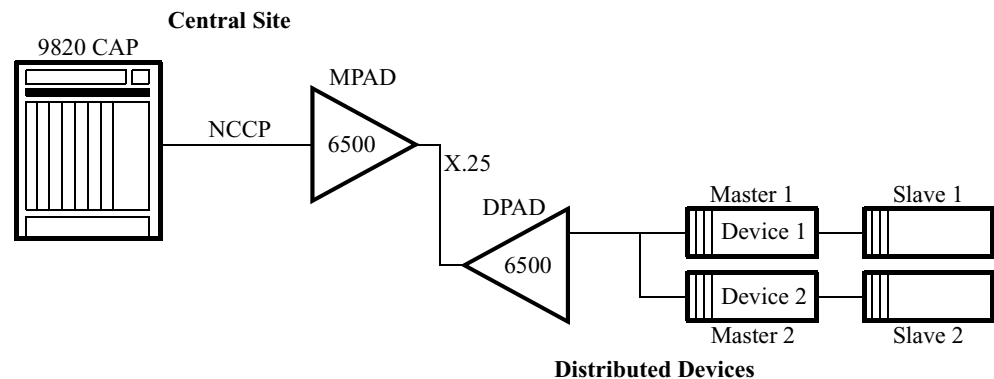 Central Site
9820 CAP
MPAD
NCCP
6500
X.25
DPAD
6500
Master 1
Slave 1
Device 1
Device 2
Master 2
Slave 2
Distributed Devices